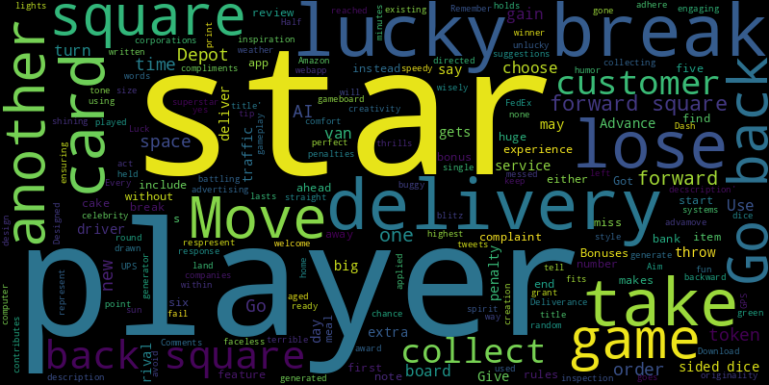 lights
square
review
Half
reached
minutes
existing
Remember
holds
adhere
engaging
print
corporations
written
inspiration
weather
lucky
break
gain
gone
winner
unlucky
suggestions
another
card
turn
time
Depot
app
compliments
Amazon
webapp
instead
speedy
directed
say
wisely
will
choose
collecting
five
humor
customer
words
tone
size
using
deliver
superstar
title'
gameboard
tip
star
AI
van
FedEx
none
forward square
back
shining
played
Luck
yes
creativity
gameplay
comfort
perfect
thrills
gets
may
huge
Advance
find
Dash
lose
space
traffic
penalties
bonus
single
experience
service
ensuring
act
held
battling
advertising
ahead
buggy
messed
keep
either
Got
left
forward
description'
Every
include
without
cake
break
lasts
straight
delivery
miss
start
systems
Use
dice
Go back
driver
celebrity
s
Move
one
away
blitz
complaint
style
bank
item
advamove
design
Designed
new
UPS
round
drawn
generator
respresent
response
land
companies
within
welcome
big
tweets
highest
penalty
Bonuses
number
generate
throw
Aim
fun
backward
player
represent
point
sun
Go
home
aged
ready
day
meal
applied
chance
spirit
way
creation
end
grant
tell
fits
makes
Deliverance
title
random
take
OPS
green
computer
contributes
six
fail
extra
award
collect
game
token
back square
rival
avoid
Comments
faceless
terrible
first
note
used
board
Give
rules
order
inspection
sided dice
Download
originality
description
feature
generated